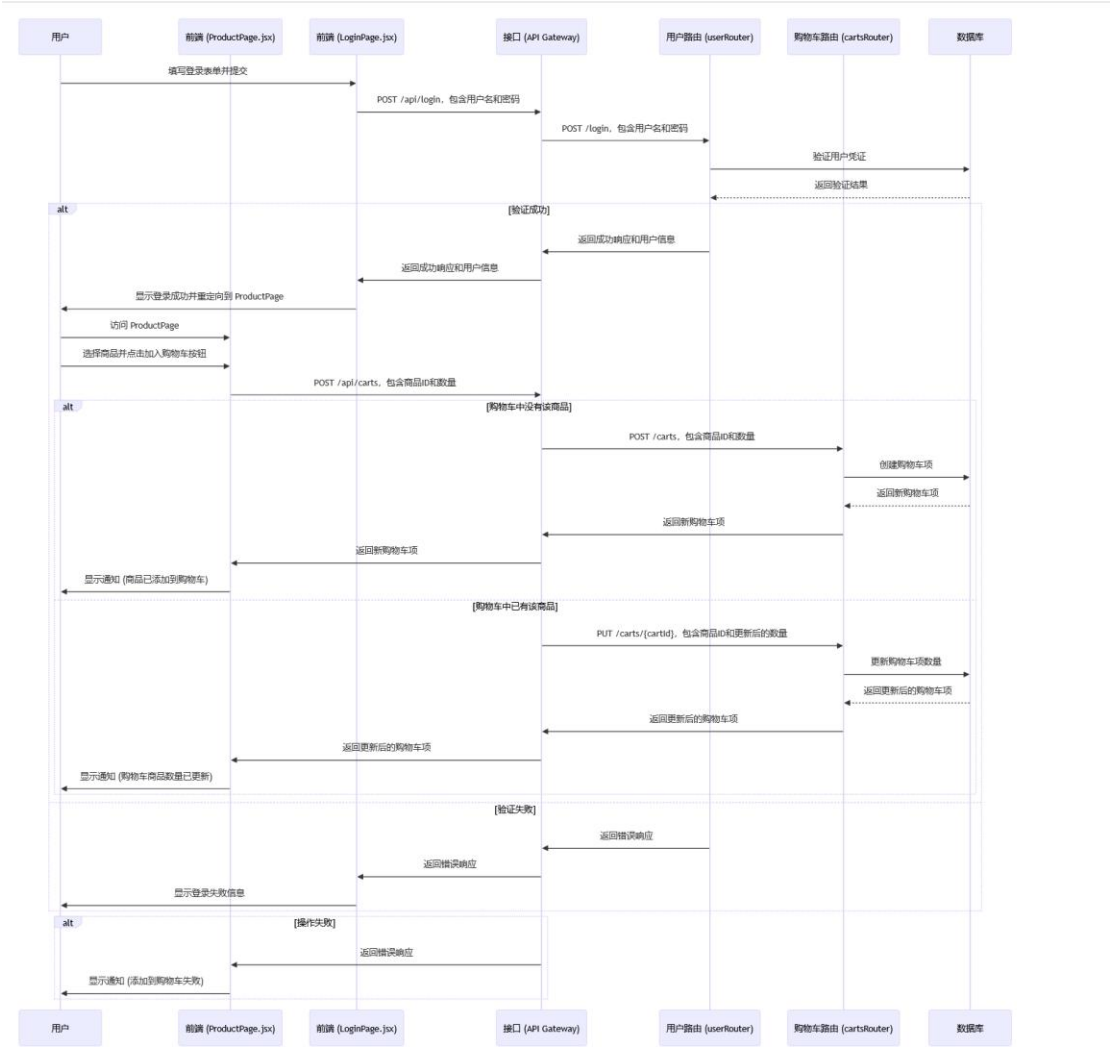 用户
前端 (ProductPage.jsx)
前端 (LoginPage.jsx)
接口 (API Gateway)
用户路由 (userRouter)
购物车路由 (cartsRouter)
数据库
填写登录表单并提交
POST /api/login，包含用户名和密码
POST /login，包含用户名和密码
验证用户凭证
返回验证结果
alt
[验证成功]
返回成功响应和用户信息
返回成功响应和用户信息
显示登录成功并重定向到 ProductPage
访问 ProductPage
选择商品并点击加入购物车按钮
POST /api/carts，包含商品ID和数量
alt
[购物车中没有该商品]
POST /carts，包含商品ID和数量
创建购物车项
返回新购物车项
返回新购物车项
返回新购物车项
显示通知 (商品已添加到购物车)
[购物车中已有该商品]
PUT /carts/{cartId}，包含商品ID和更新后的数量
更新购物车项数量
返回更新后的购物车项
返回更新后的购物车项
返回更新后的购物车项
显示通知 (购物车商品数量已更新)
[验证失败]
返回错误响应
返回错误响应
显示登录失败信息
alt
[操作失败]
返回错误响应
显示通知 (添加到购物车失败)
用户
前端 (ProductPage.jsx)
前端 (LoginPage.jsx)
接口 (API Gateway)
用户路由 (userRouter)
购物车路由 (cartsRouter)
数据库